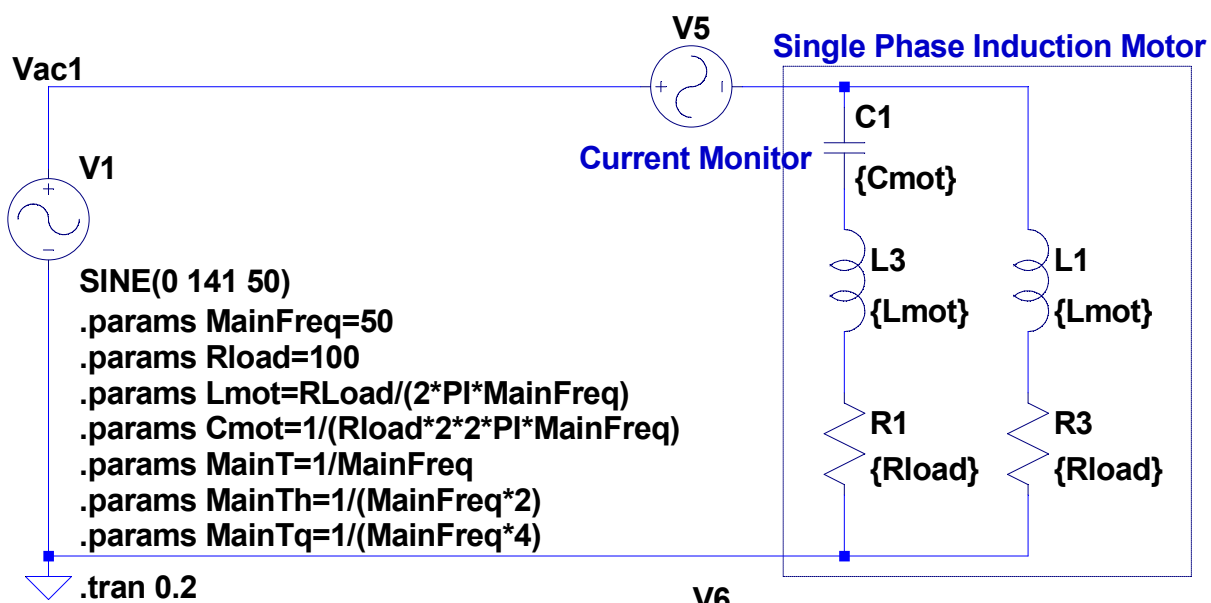 V5
Single Phase Induction Motor
Vac1
C1
V1
Current Monitor
{Cmot}
L3
L1
SINE(0 141 50)
{Lmot}
{Lmot}
.params MainFreq=50
.params Rload=100
.params Lmot=RLoad/(2*PI*MainFreq)
.params Cmot=1/(Rload*2*2*PI*MainFreq)
R1
R3
.params MainT=1/MainFreq
{Rload}
{Rload}
.params MainTh=1/(MainFreq*2)
.params MainTq=1/(MainFreq*4)
.tran 0.2
V6